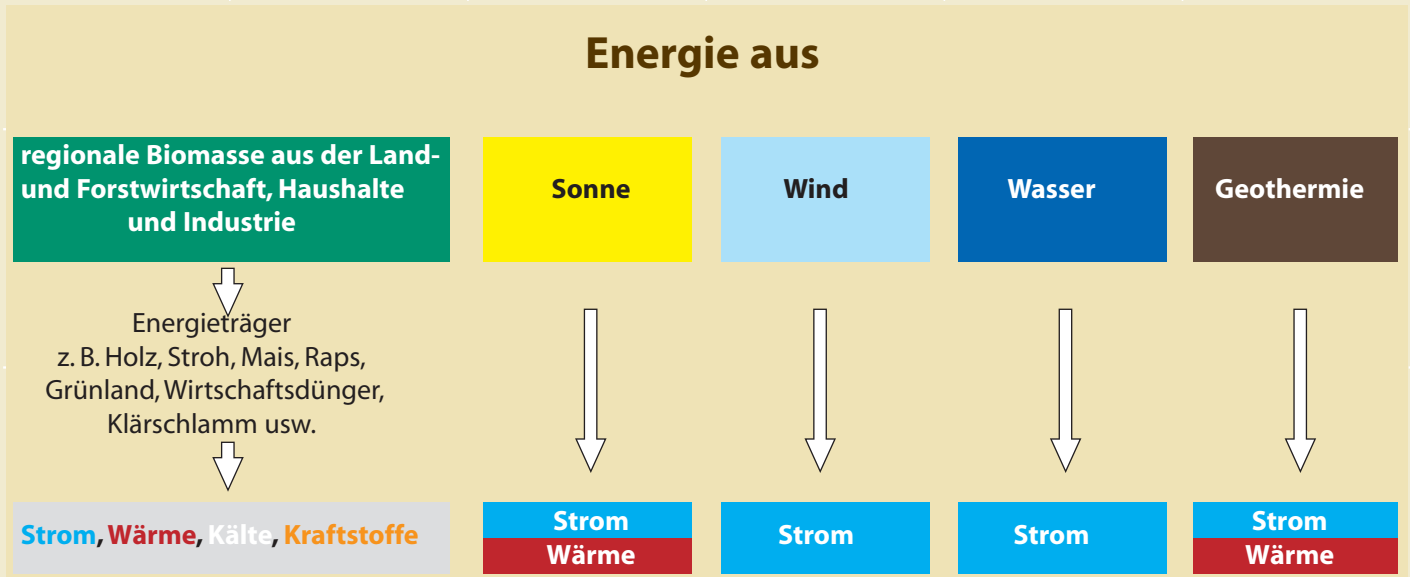 Energie aus
regionale Biomasse aus der Land-
und Forstwirtschaft, Haushalte
und Industrie
Sonne
Wind
Wasser
Geothermie
Energieträger
z. B. Holz, Stroh, Mais, Raps,
Grünland, Wirtschaftsdünger,
Klärschlamm usw.
Strom, Wärme, Kälte, Kraftstoffe
Strom
Wärme
Strom
Strom
Strom
Wärme